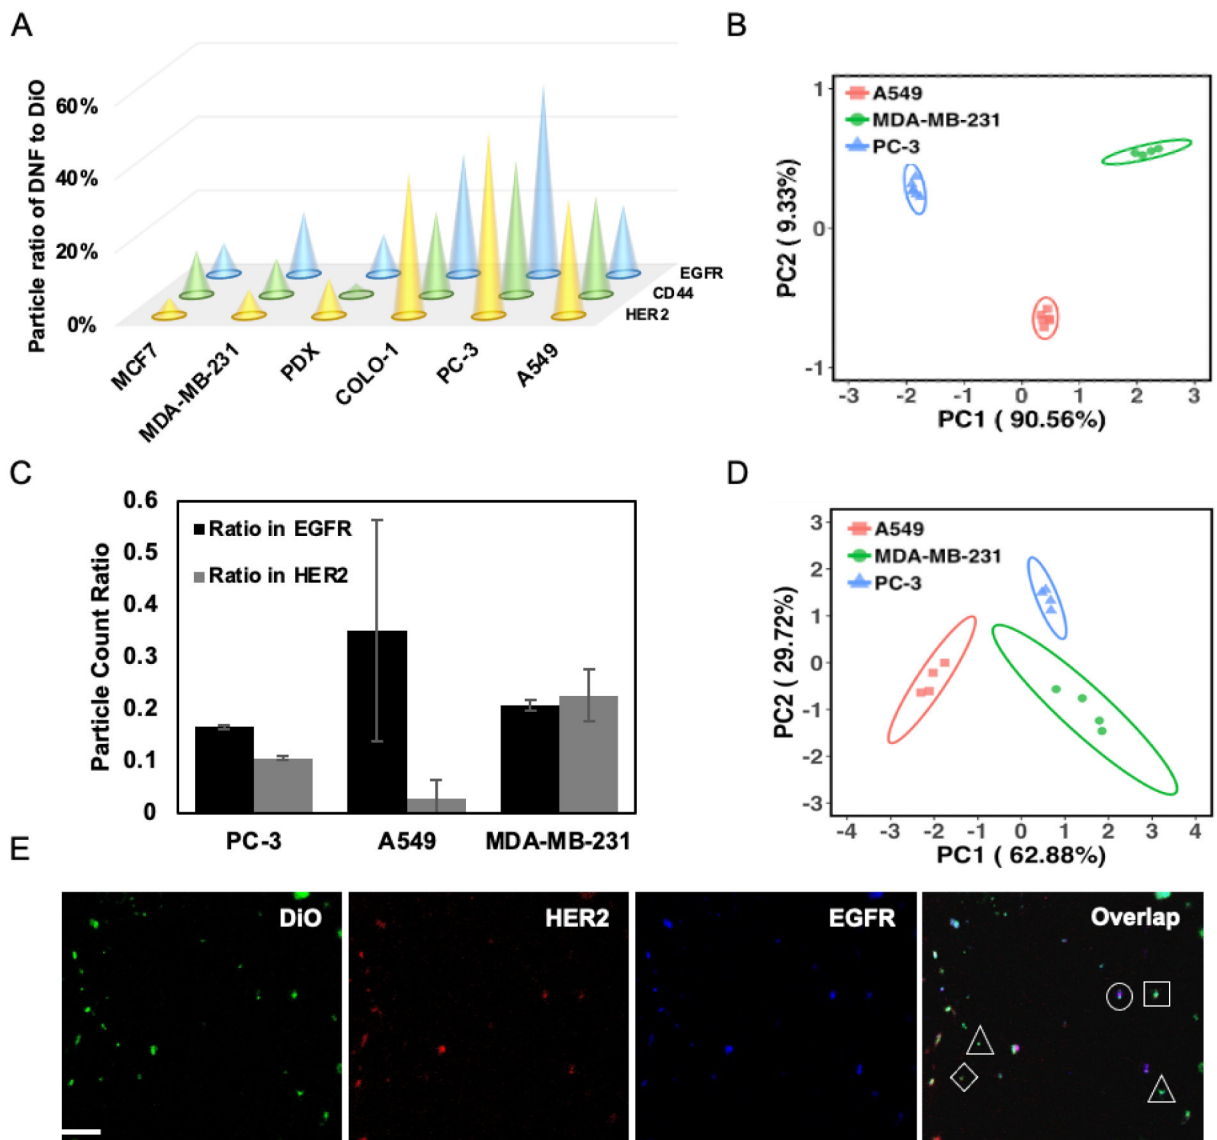 A
Particle ratio of DNF to DiO
60%
40%
20%
0%
EGFR
CD44
HER2
MCF7
MDA-MB-231
PDX
COLO-1
PC-3
A549
B
A549
MDA-MB-231
PC-3
PC2 ( 9.33%)
1
0
-1
-3 -2 -1 0 1 2 3
PC1 ( 90.56%)
C
Particle Count Ratio
0.6
0.5
0.4
0.3
0.2
0.1
0
Ratio in EGFR
Ratio in HER2
PC-3 A549 MDA-MB-231
D
A549
MDA-MB-231
PC-3
PC2 ( 29.72%)
3
2
1
0
-1
-2
-3
-4 -3 -2 -1 0 1 2 3 4
PC1 ( 62.88%)
E
DiO
HER2
EGFR
Overlap